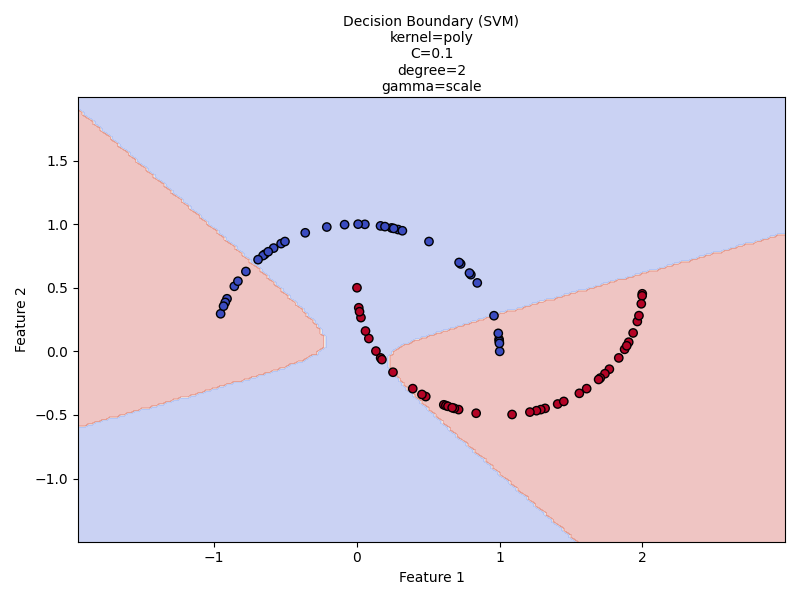 Decision Boundary (SVM)
kernel=poly
C=0.1
degree=2
gamma=scale
Feature 2
1.5
1.0
0.5
0.0
−0.5
−1.0
−1
0
1
2
Feature 1